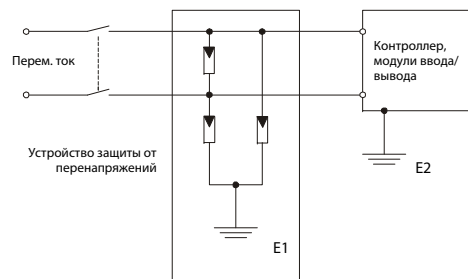 Перем. ток
Контроллер,
модули ввода/
вывода
Устройство защиты от
перенапряжений
E1
E2